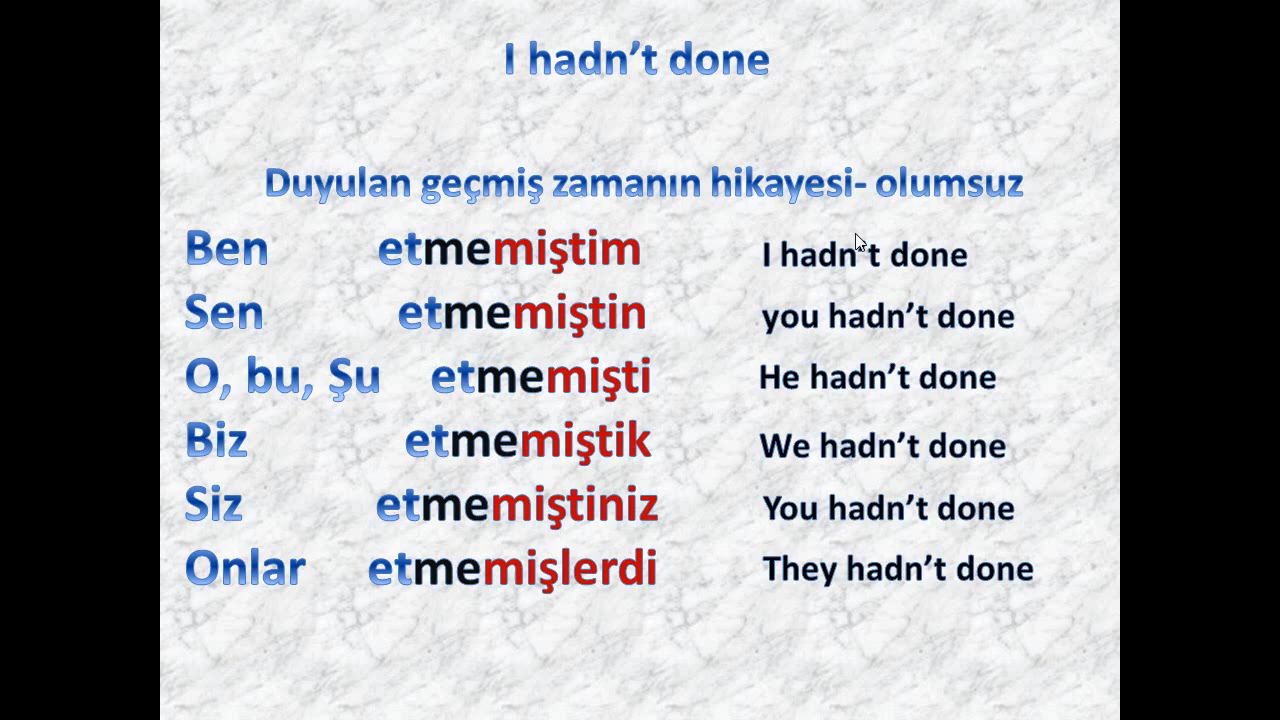 I hadn’t done
Duyulan geçmiş zamanın hikayesi- olumsuz
Ben etmemiştim I hadn’t done
Sen etmemiştin you hadn’t done
O, bu, Şu etmemişti He hadn’t done
Biz etmemiştik We hadn’t done
Siz etmemiştiniz You hadn’t done
Onlar etmemişlerdi They hadn’t done